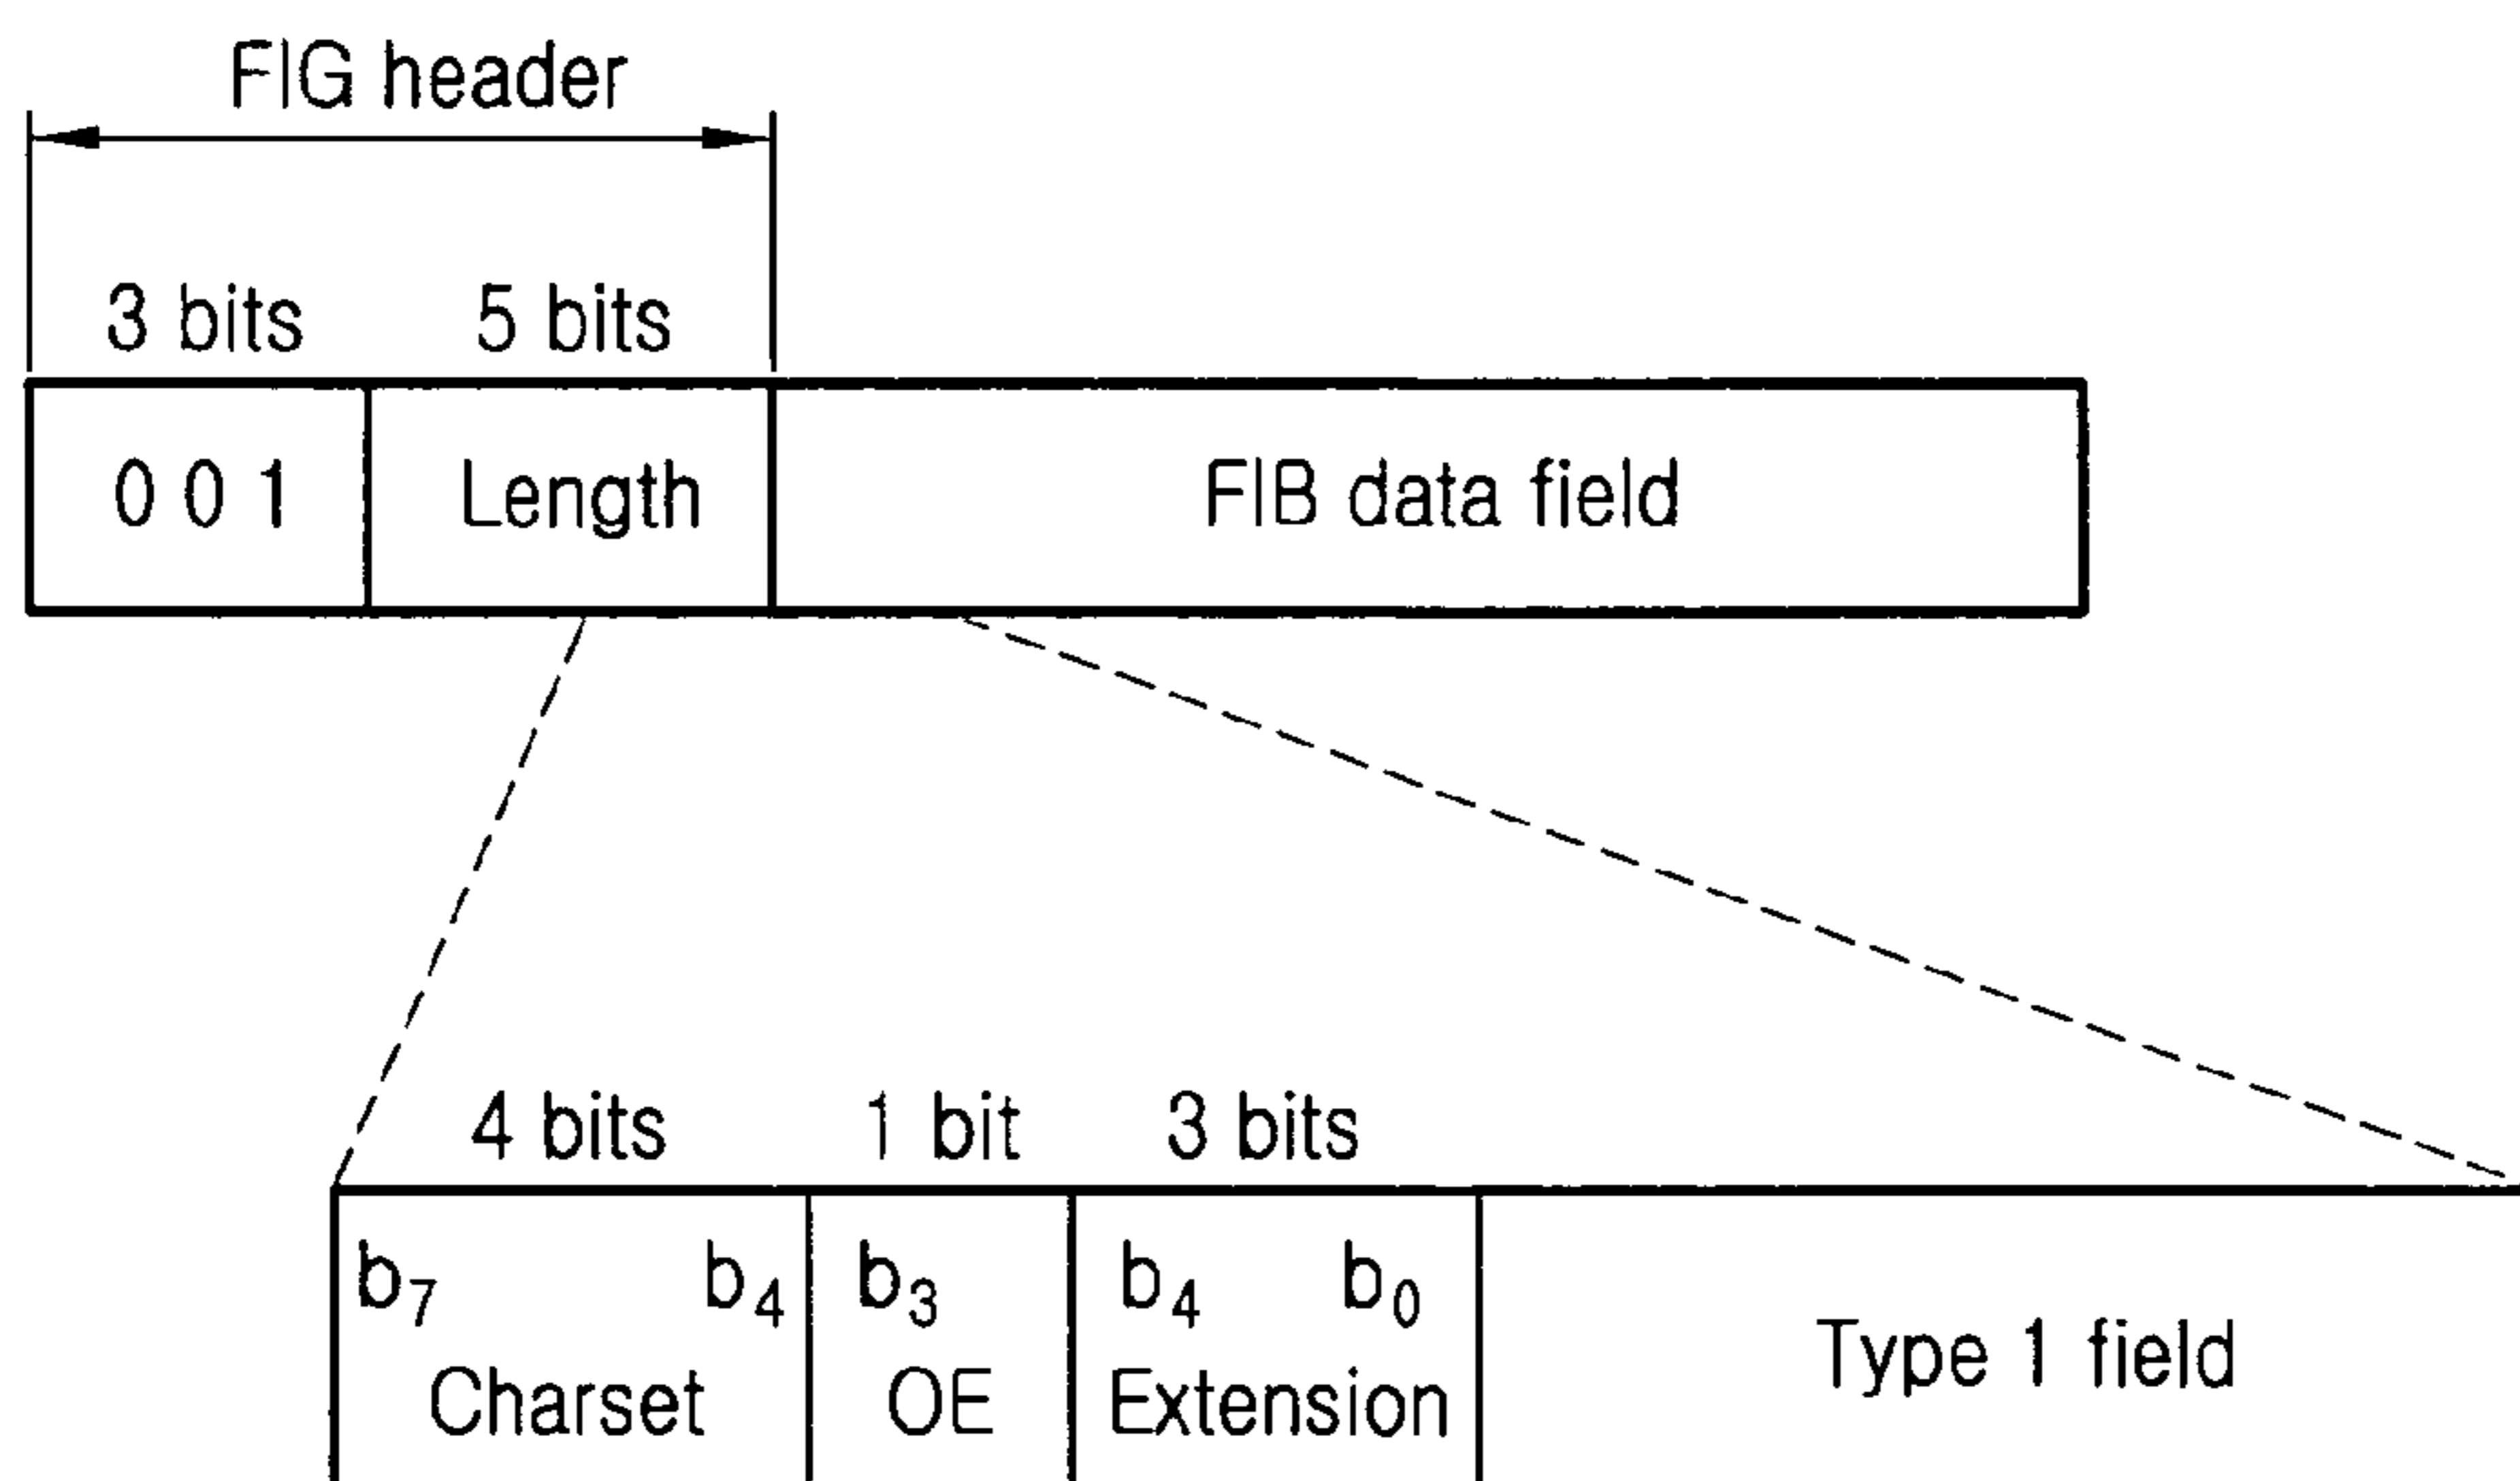 FIG header
3 bits 5 bits
0 0 1 Length FIB data field
4 bits 1 bit 3 bits
b7 b4 b3 b4 b0
Type 1 field
Charset OE Extension